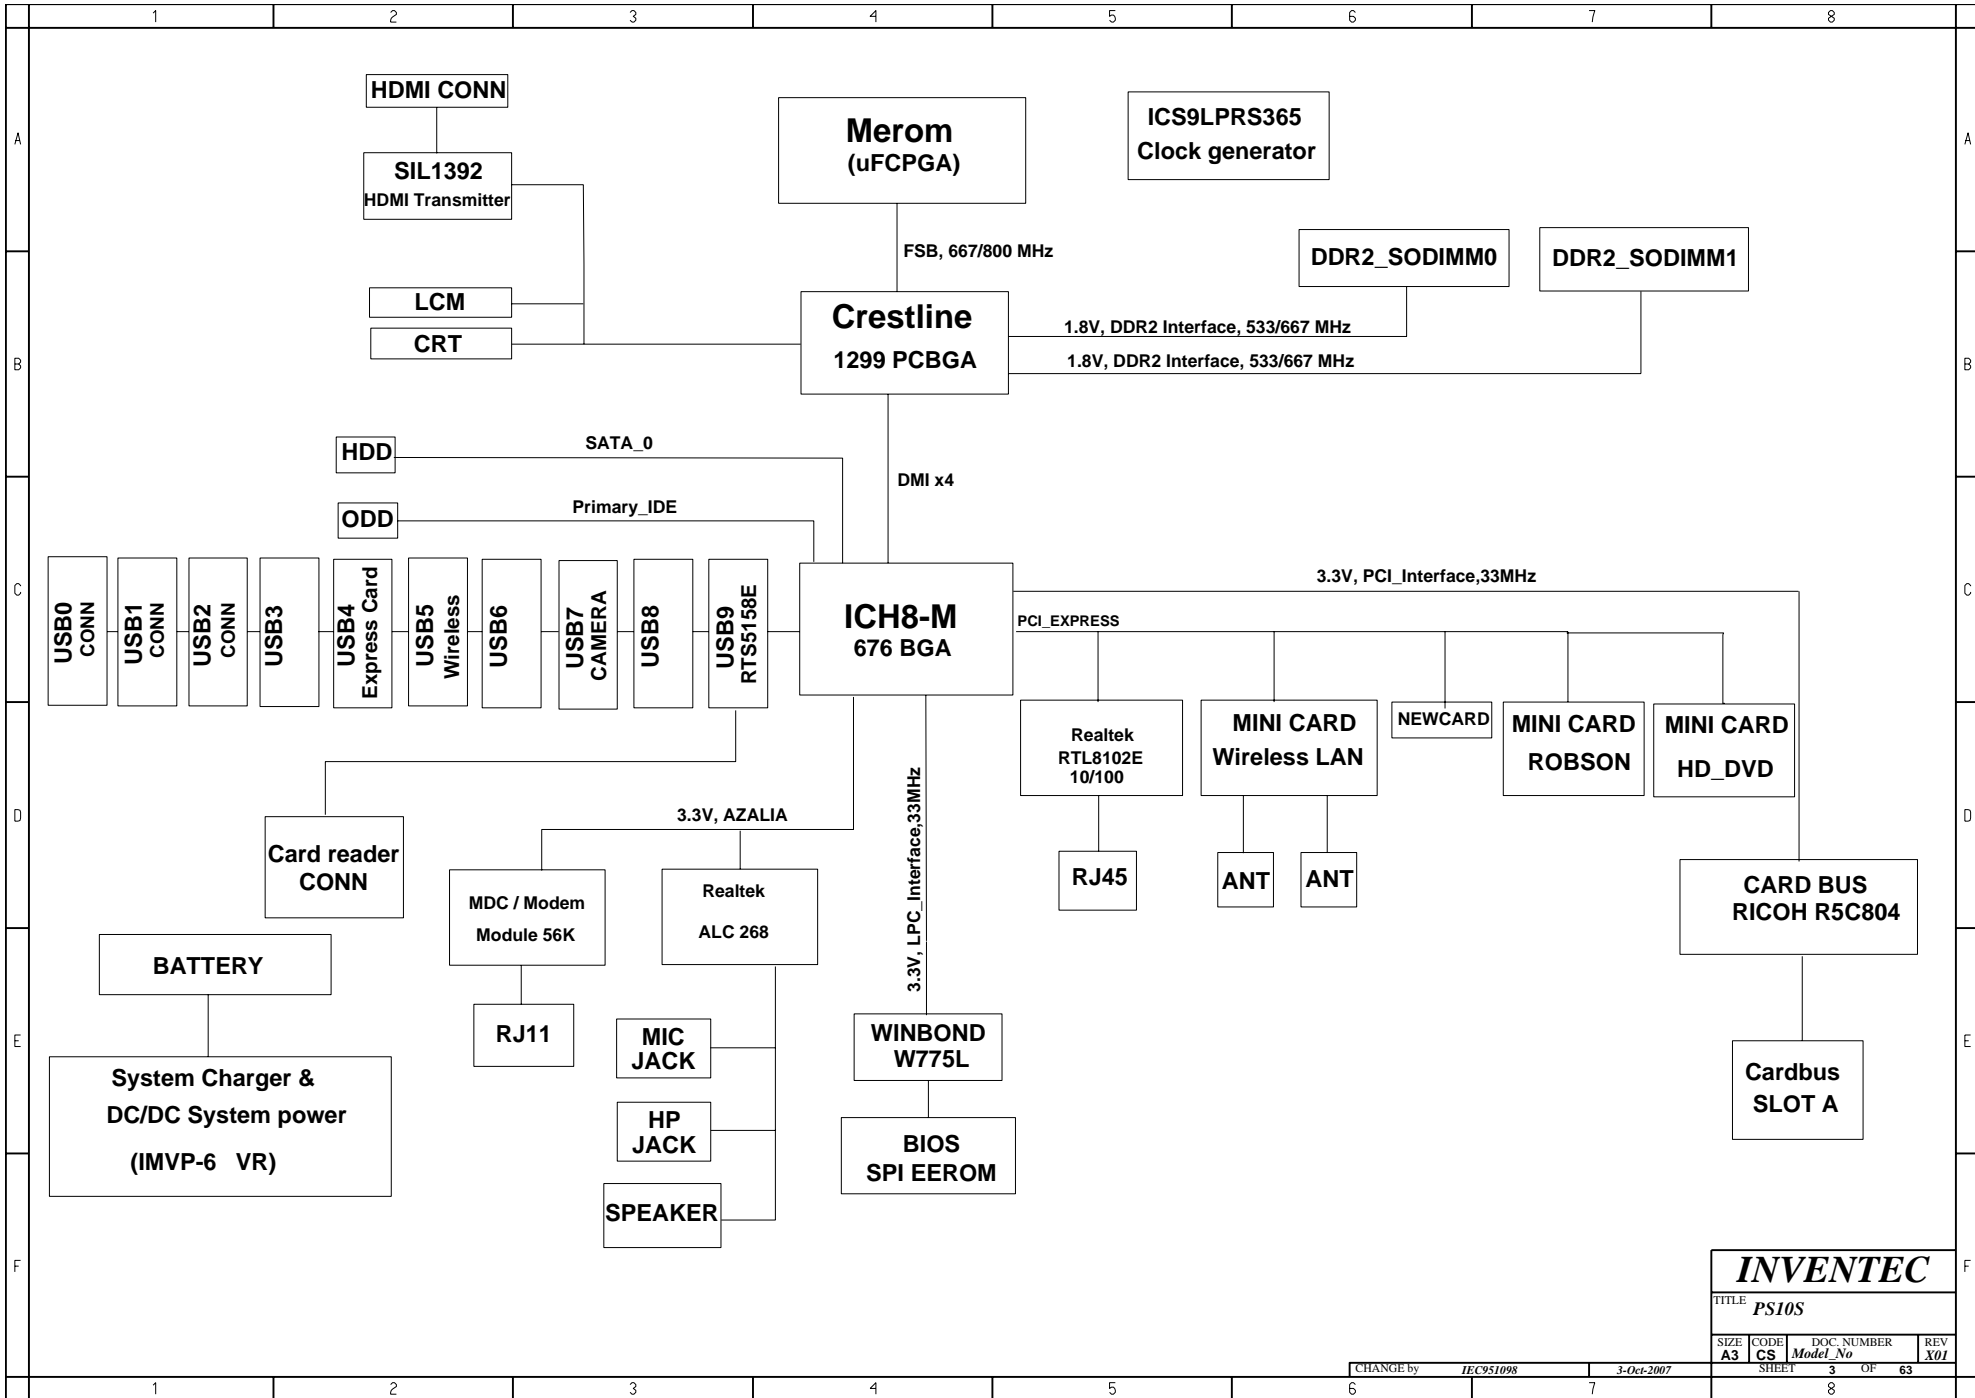 1 2 3 4 5 6 7 8
HDMI CONN
SIL1392
HDMI Transmitter
Merom
(uFCPGA)
ICS9LPRS365
Clock generator
A
A
FSB, 667/800 MHz
DDR2_SODIMM0
DDR2_SODIMM1
LCM
CRT
Crestline
1299 PCBGA
1.8V, DDR2 Interface, 533/667 MHz
1.8V, DDR2 Interface, 533/667 MHz
B
B
HDD
SATA_0
DMI x4
ODD
Primary_IDE
C
C
USB0
CONN
USB1
CONN
USB2
CONN
USB3
USB4
Express Card
USB5
Wireless
USB6
USB7
CAMERA
USB8
USB9
RTS5158E
ICH8-M
676 BGA
3.3V, PCI_Interface,33MHz
PCI_EXPRESS
Realtek
RTL8102E
10/100
MINI CARD
Wireless LAN
NEWCARD
MINI CARD
ROBSON
MINI CARD
HD_DVD
D
D
3.3V, AZALIA
3.3V, LPC_Interface,33MHz
Card reader
CONN
MDC / Modem
Module 56K
Realtek
ALC 268
RJ45
ANT
ANT
CARD BUS
RICOH R5C804
BATTERY
RJ11
MIC
JACK
WINBOND
W775L
E
E
System Charger &
DC/DC System power
(IMVP-6 VR)
HP
JACK
BIOS
SPI EEROM
Cardbus
SLOT A
SPEAKER
F
F
INVENTEC
TITLE PS10S
SIZE CODE DOC. NUMBER REV
A3 CS Model_No X01
CHANGE by IEC951098 3-Oct-2007 SHEET 3 OF 63
1 2 3 4 5 6 7 8